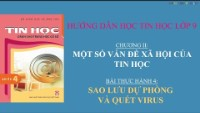 TIN HỌC
HƯỚNG DẪN HỌC TIN HỌC LỚP 9
CHƯƠNG II:
MỘT SỐ VẤN ĐỀ XÃ HỘI CỦA
TIN HỌC
BÀI THỰC HÀNH 4:
SAO LƯU DỰ PHÒNG
VÀ QUÉT VIRUS